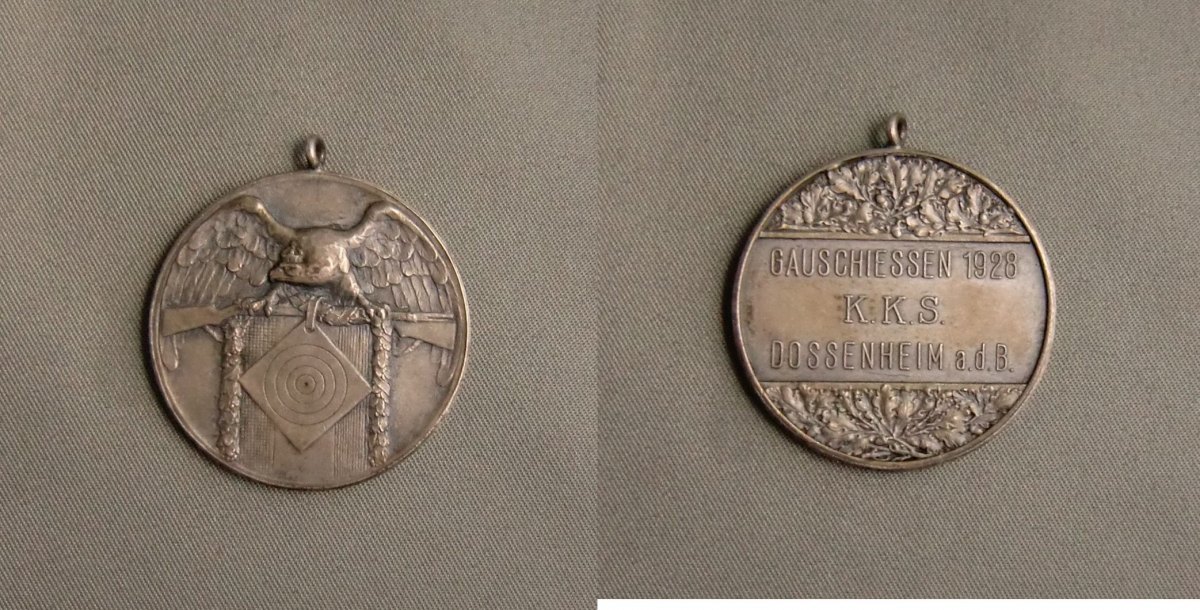 GAUSCHIESSEN 1928
K.K.S.
DOSSENHEIM a.d.B.